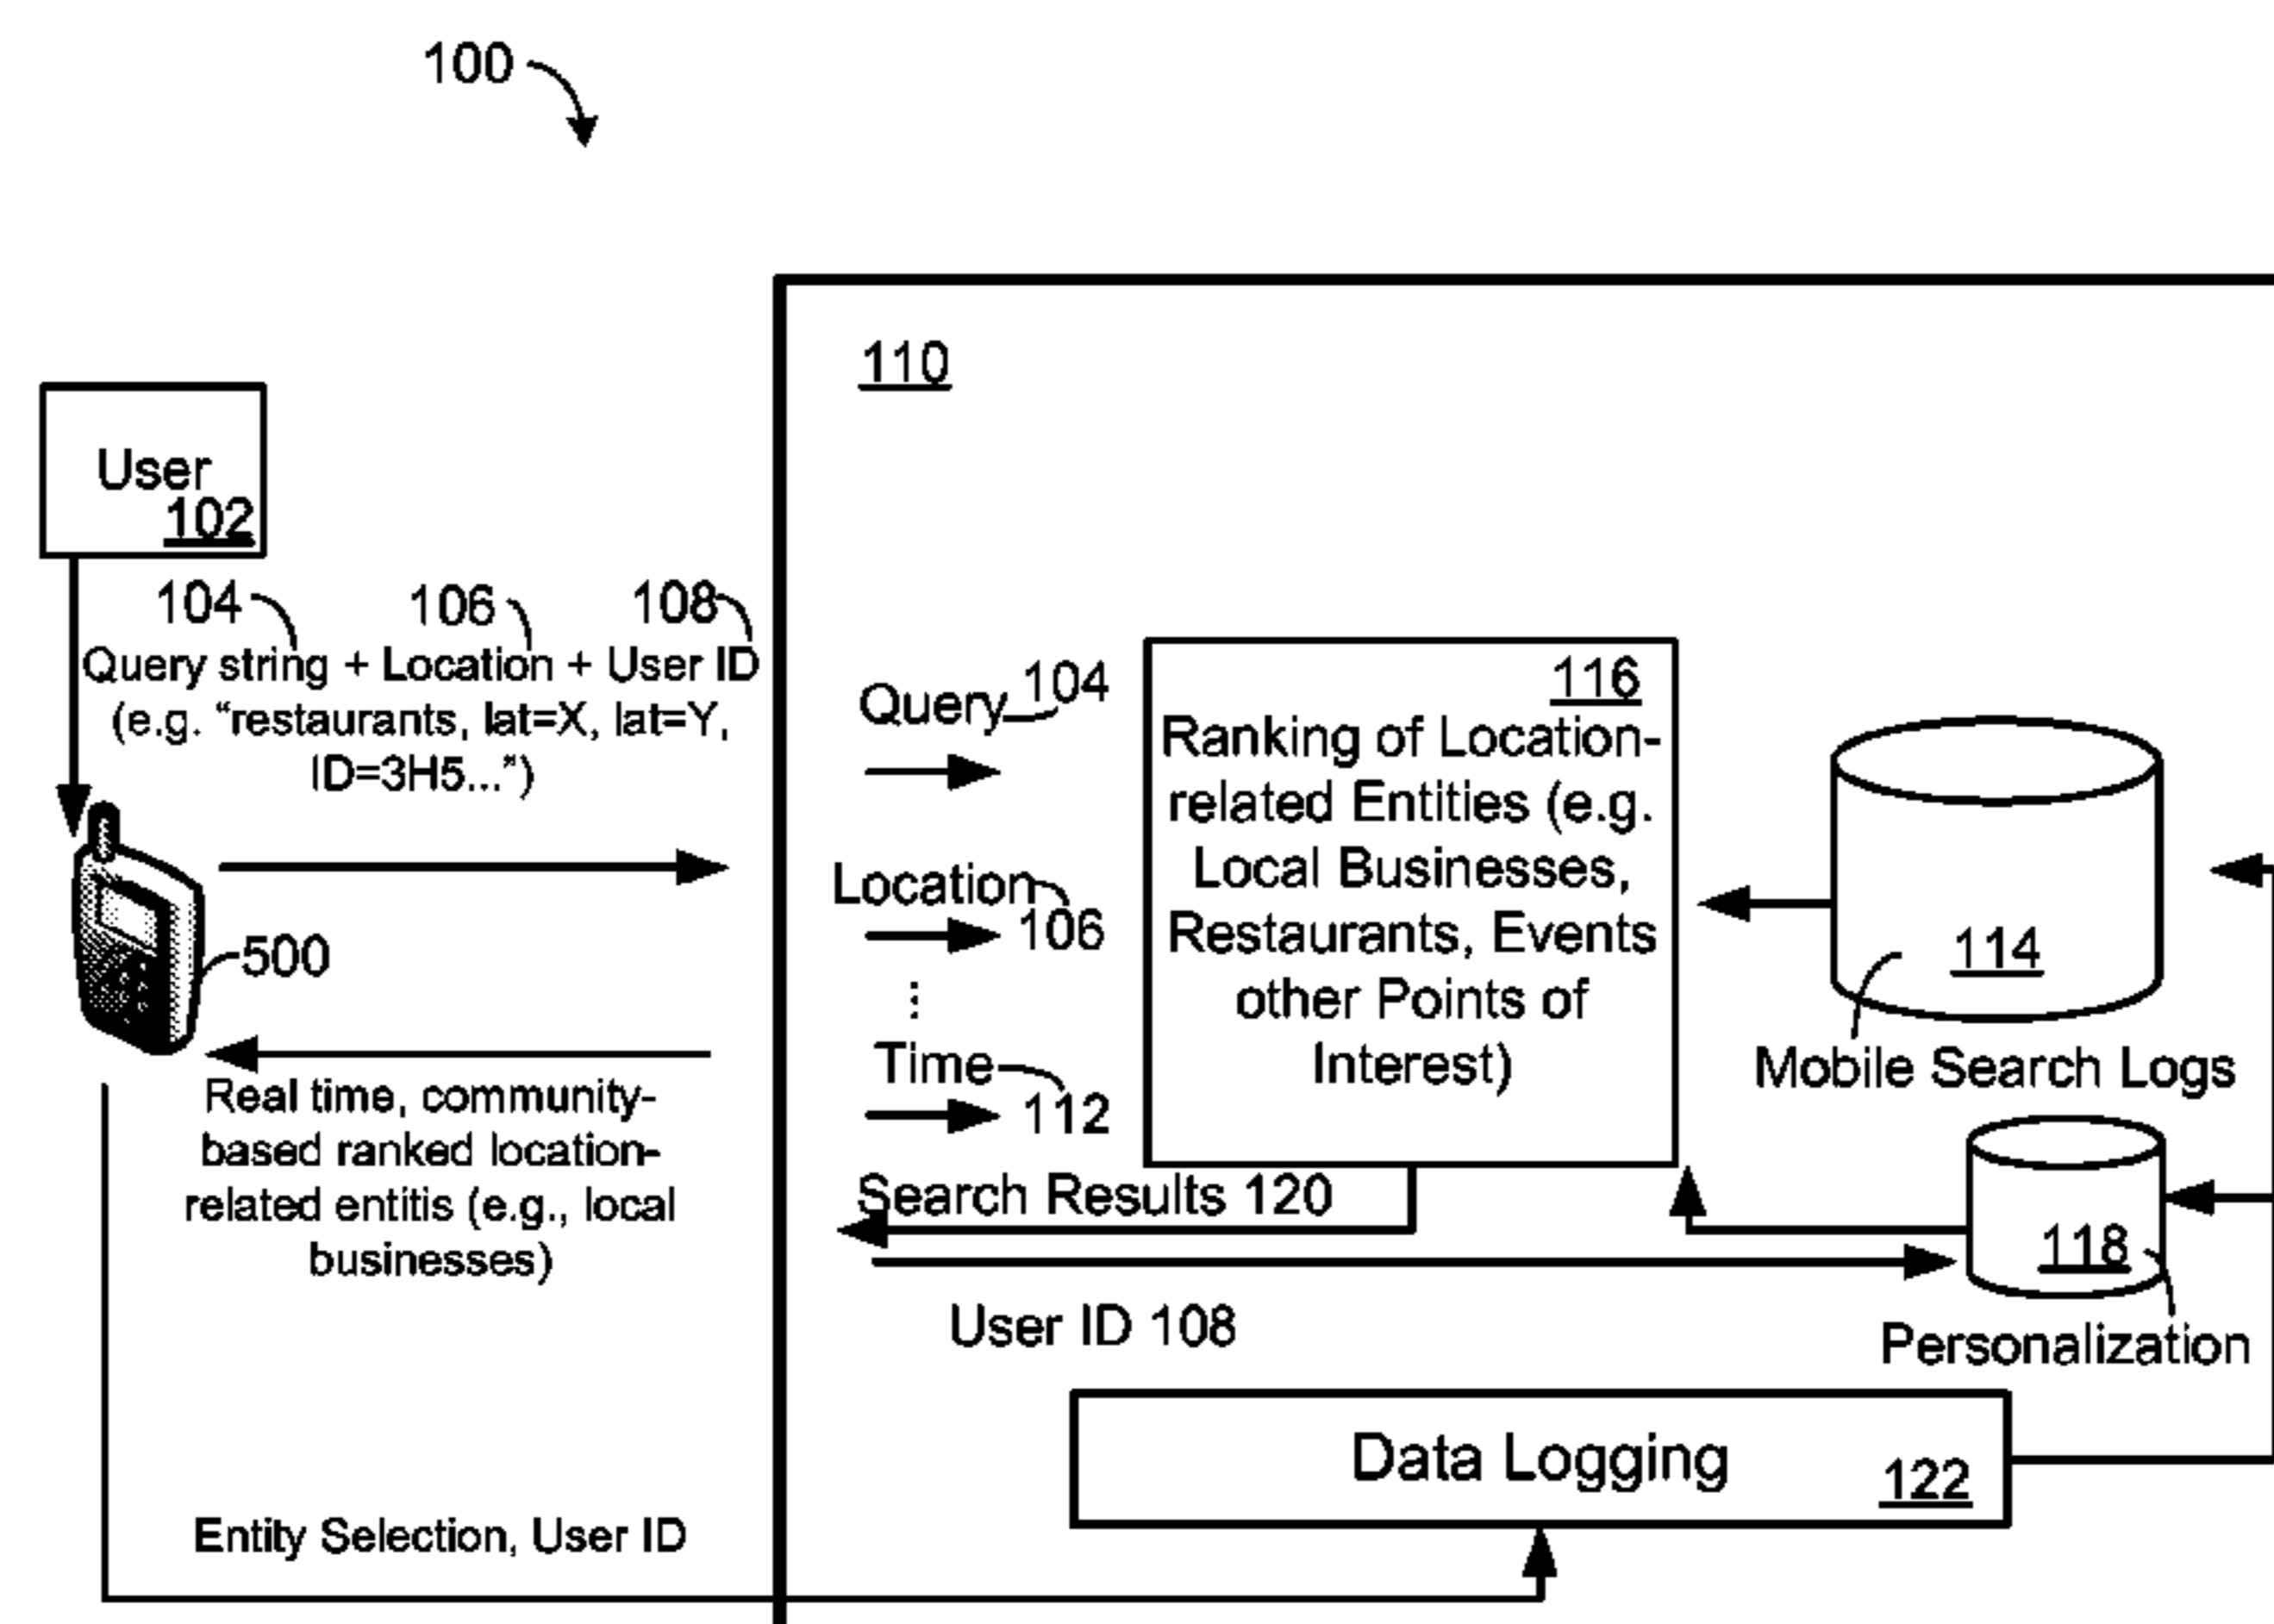 100
110
User
102
104 106 108
Query string + Location + User ID
(e.g. “restaurants, lat=X, lat=Y,
ID=3H5...”)
500
Real time, community-
based ranked location-
related entitis (e.g., local
businesses)
Entity Selection, User ID
Query 104
Location 106
⋮
Time 112
116
Ranking of Location-
related Entities (e.g.
Local Businesses,
Restaurants, Events
other Points of
Interest)
114
Mobile Search Logs
Search Results 120
118
Personalization
User ID 108
Data Logging
122